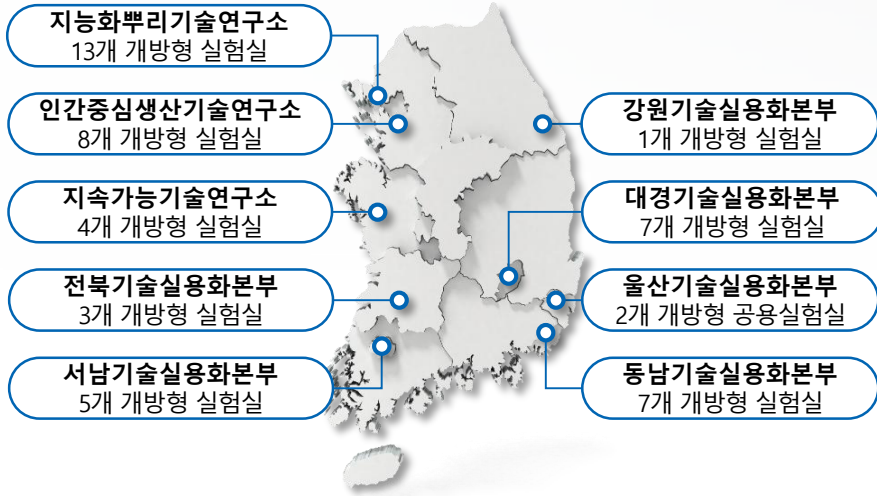 지능화뿌리기술연구소
13개 개방형 실험실
인간중심생산기술연구소
8개 개방형 실험실
지속가능기술연구소
4개 개방형 실험실
전북기술실용화본부
3개 개방형 실험실
서남기술실용화본부
5개 개방형 실험실
강원기술실용화본부
1개 개방형 실험실
대경기술실용화본부
7개 개방형 실험실
울산기술실용화본부
2개 개방형 공용실험실
동남기술실용화본부
7개 개방형 실험실